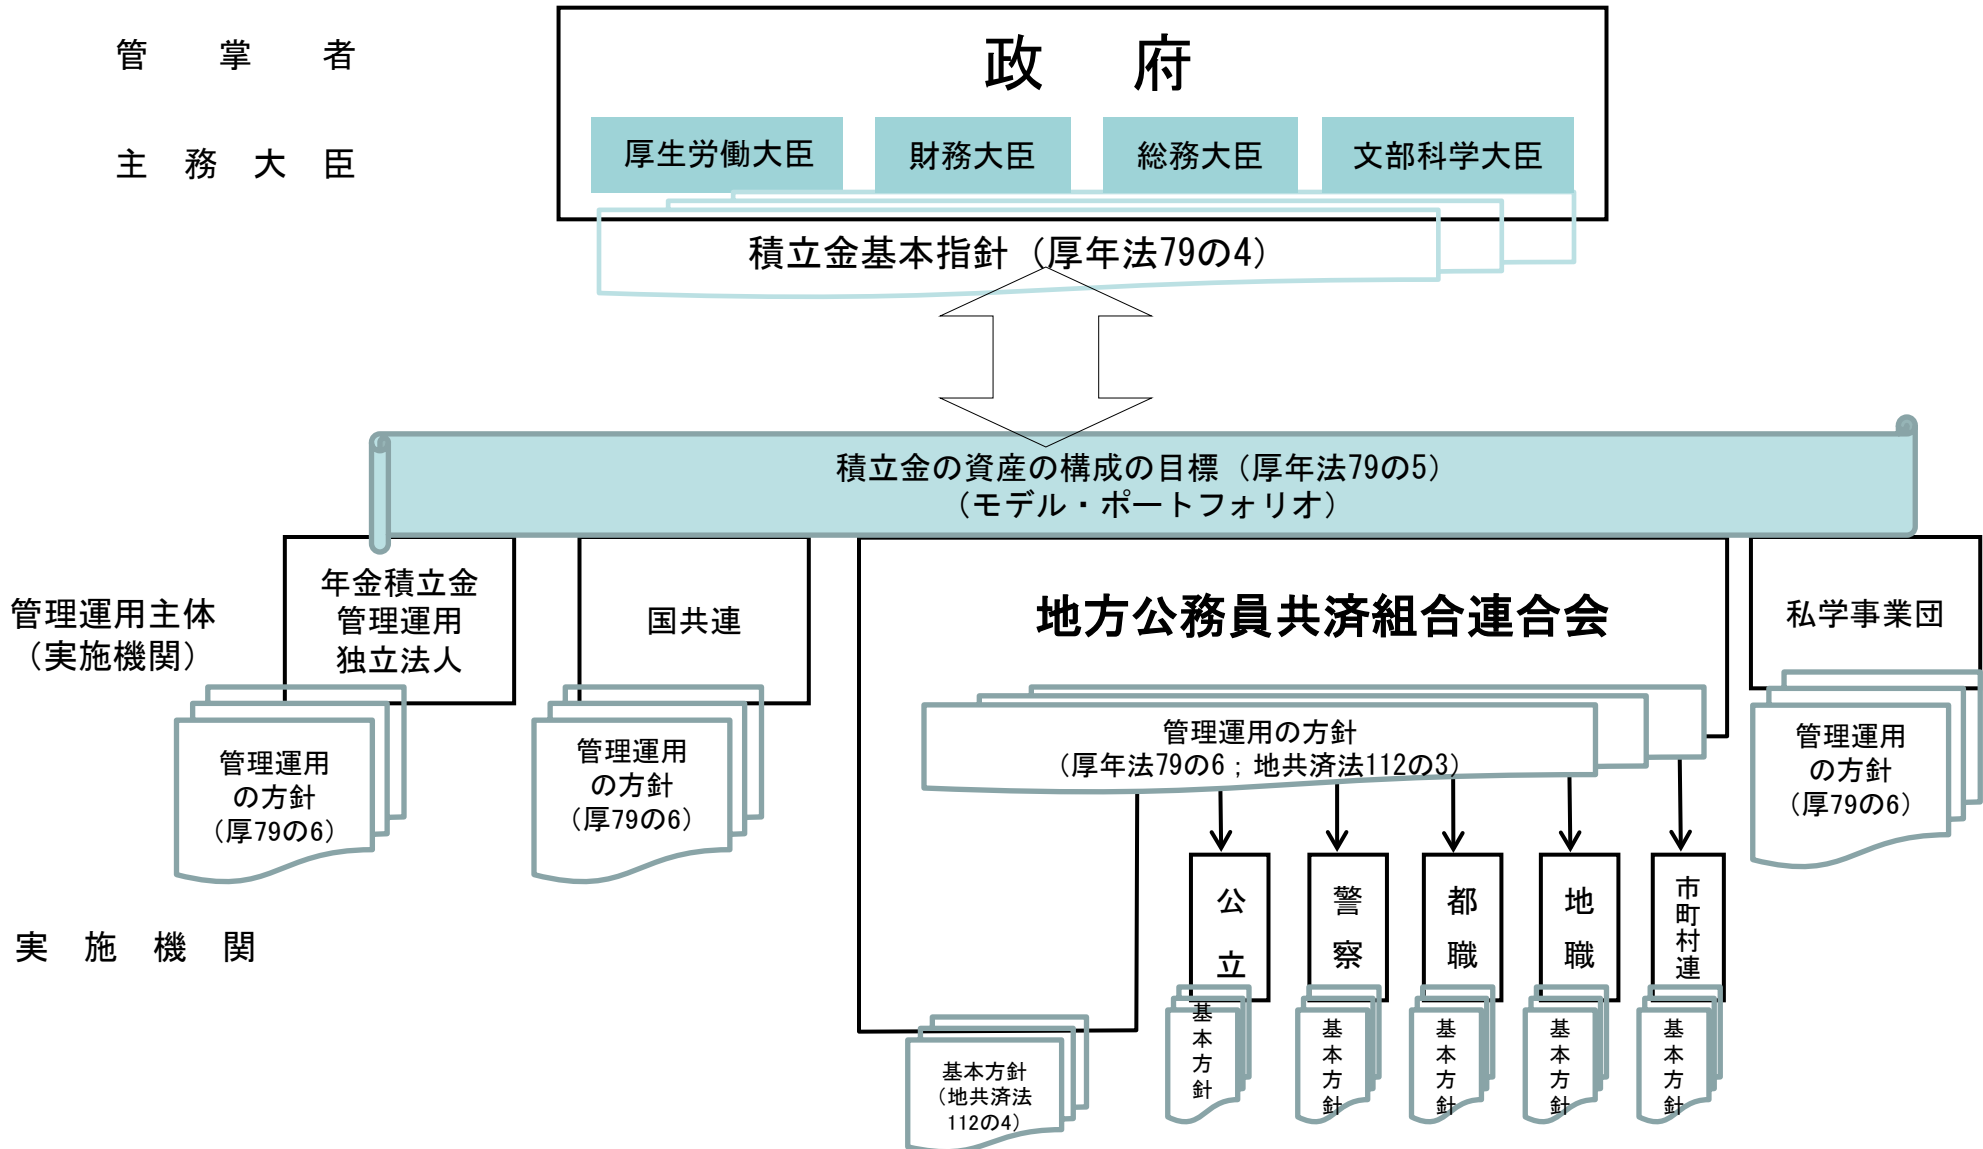 管掌者
政府
主務大臣
厚生労働大臣
財務大臣
総務大臣
文部科学大臣
積立金基本指針（厚年法79の4）
積立金の資産の構成の目標（厚年法79の5）
（モデル・ポートフォリオ）
管理運用主体
（実施機関）
年金積立金
管理運用
独立法人
国共連
地方公務員共済組合連合会
私学事業団
管理運用
の方針
（厚79の6）
管理運用
の方針
（厚79の6）
管理運用の方針
（厚年法79の6；地共済法112の3）
管理運用
の方針
（厚79の6）
実施機関
公立
警察
都職
地職
市町村連
基本方針
（地共済法
112の4）
基本方針
基本方針
基本方針
基本方針
基本方針